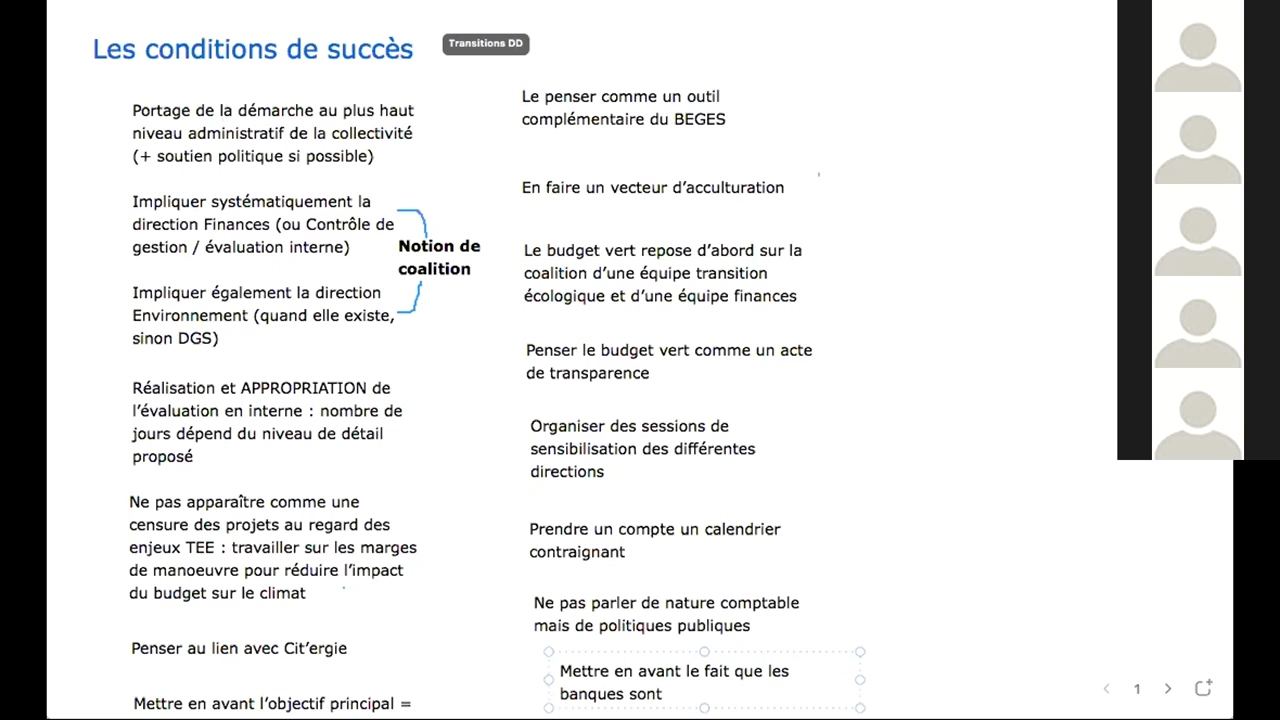 Les conditions de succès
Transitions DD
Portage de la démarche au plus haut
niveau administratif de la collectivité
(+ soutien politique si possible)
Impliquer systématiquement la
direction Finances (ou Contrôle de
gestion / évaluation interne)
Notion de
coalition
Impliquer également la direction
Environnement (quand elle existe,
sinon DGS)
Réalisation et APPROPRIATION de
l'évaluation en interne : nombre de
jours dépend du niveau de détail
proposé
Ne pas apparaître comme une
censure des projets au regard des
enjeux TEE : travailler sur les marges
de manoeuvre pour réduire l'impact
du budget sur le climat
Penser au lien avec Cit'ergie
Mettre en avant l'objectif principal =
Le penser comme un outil
complémentaire du BEGES
En faire un vecteur d'acculturation
Le budget vert repose d'abord sur la
coalition d'une équipe transition
écologique et d'une équipe finances
Penser le budget vert comme un acte
de transparence
Organiser des sessions de
sensibilisation des différentes
directions
Prendre un compte un calendrier
contraignant
Ne pas parler de nature comptable
mais de politiques publiques
Mettre en avant le fait que les
banques sont
1